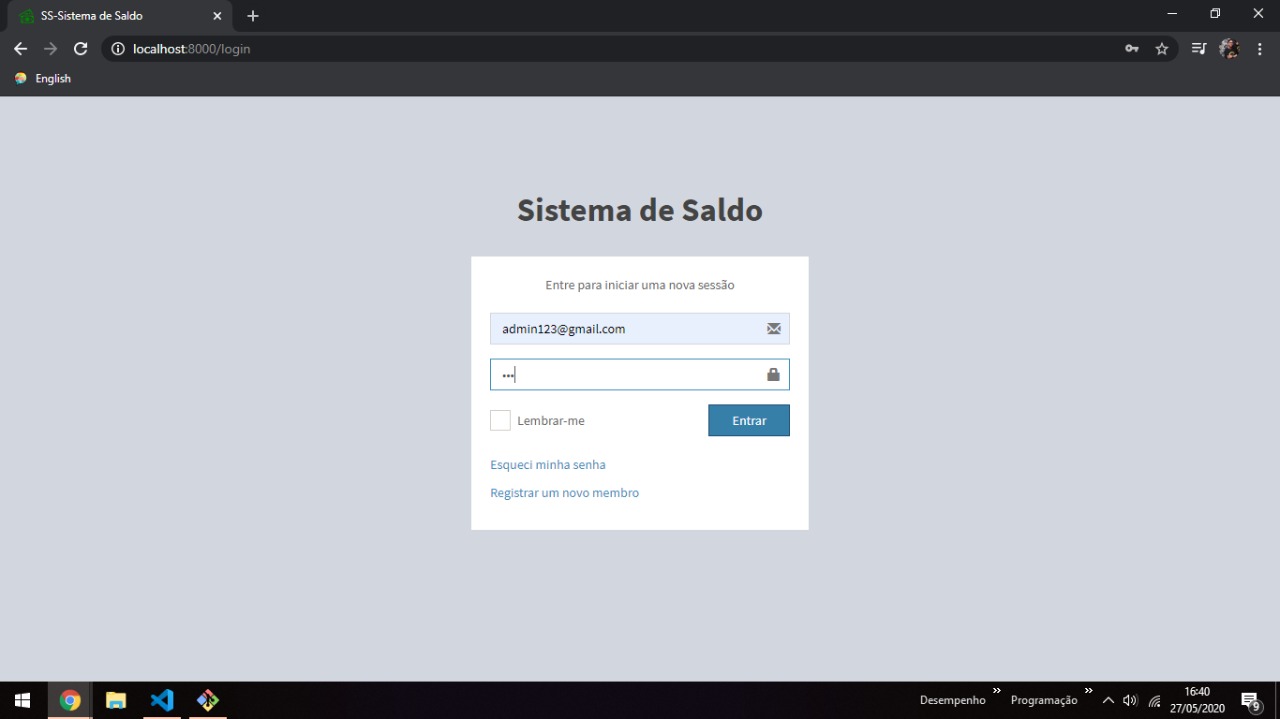 SS-Sistema de Saldo
localhost:8000/login
English
Sistema de Saldo
Entre para iniciar uma nova sessão
admin123@gmail.com
•••
Lembrar-me
Entrar
Esqueci minha senha
Registrar um novo membro
Desempenho » Programação » 16:40
27/05/2020
9